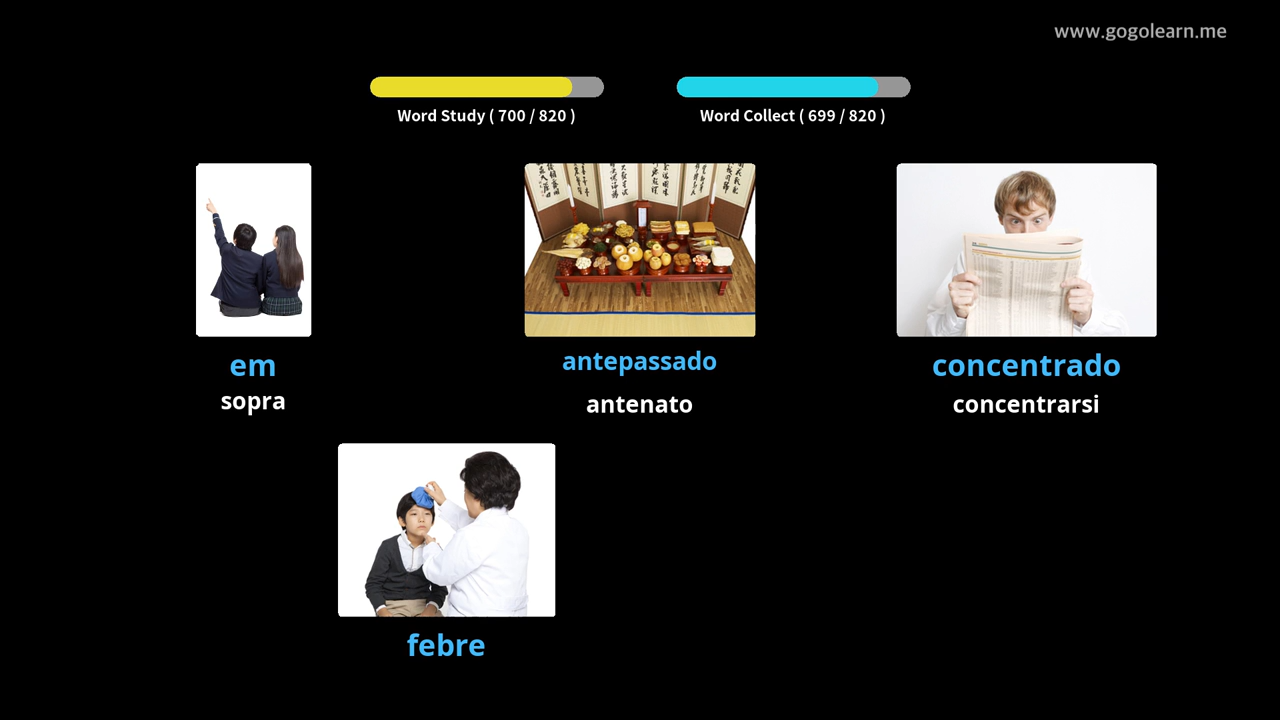 www.gogolearn.me
Word Study ( 700 / 820 )
Word Collect ( 699 / 820 )
em
sopra
antepassado
antenato
concentrado
concentrarsi
febre